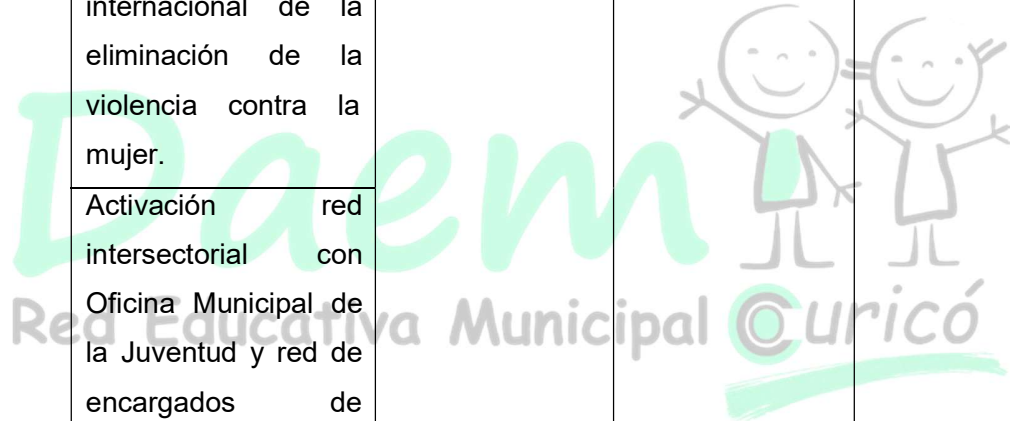 internacional de la
eliminación de la
violencia contra la
mujer.
Activación red
intersectorial con
Oficina Municipal de
la Juventud y red de
encargados de
Daem
Red Educativa Municipal Curicó